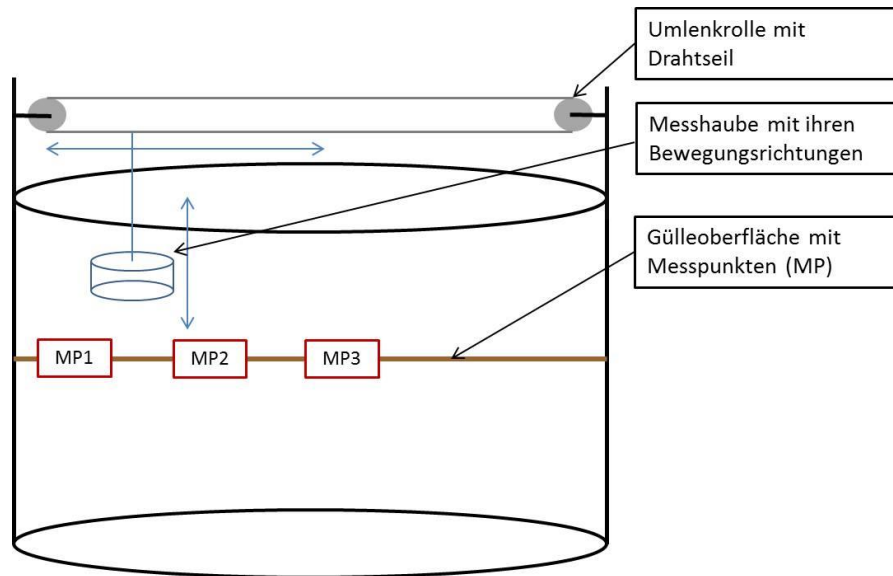 Umlenkrolle mit
Drahtseil
Messhaube mit ihren
Bewegungsrichtungen
Gülleoberfläche mit
Messpunkten (MP)
MP1
MP2
MP3